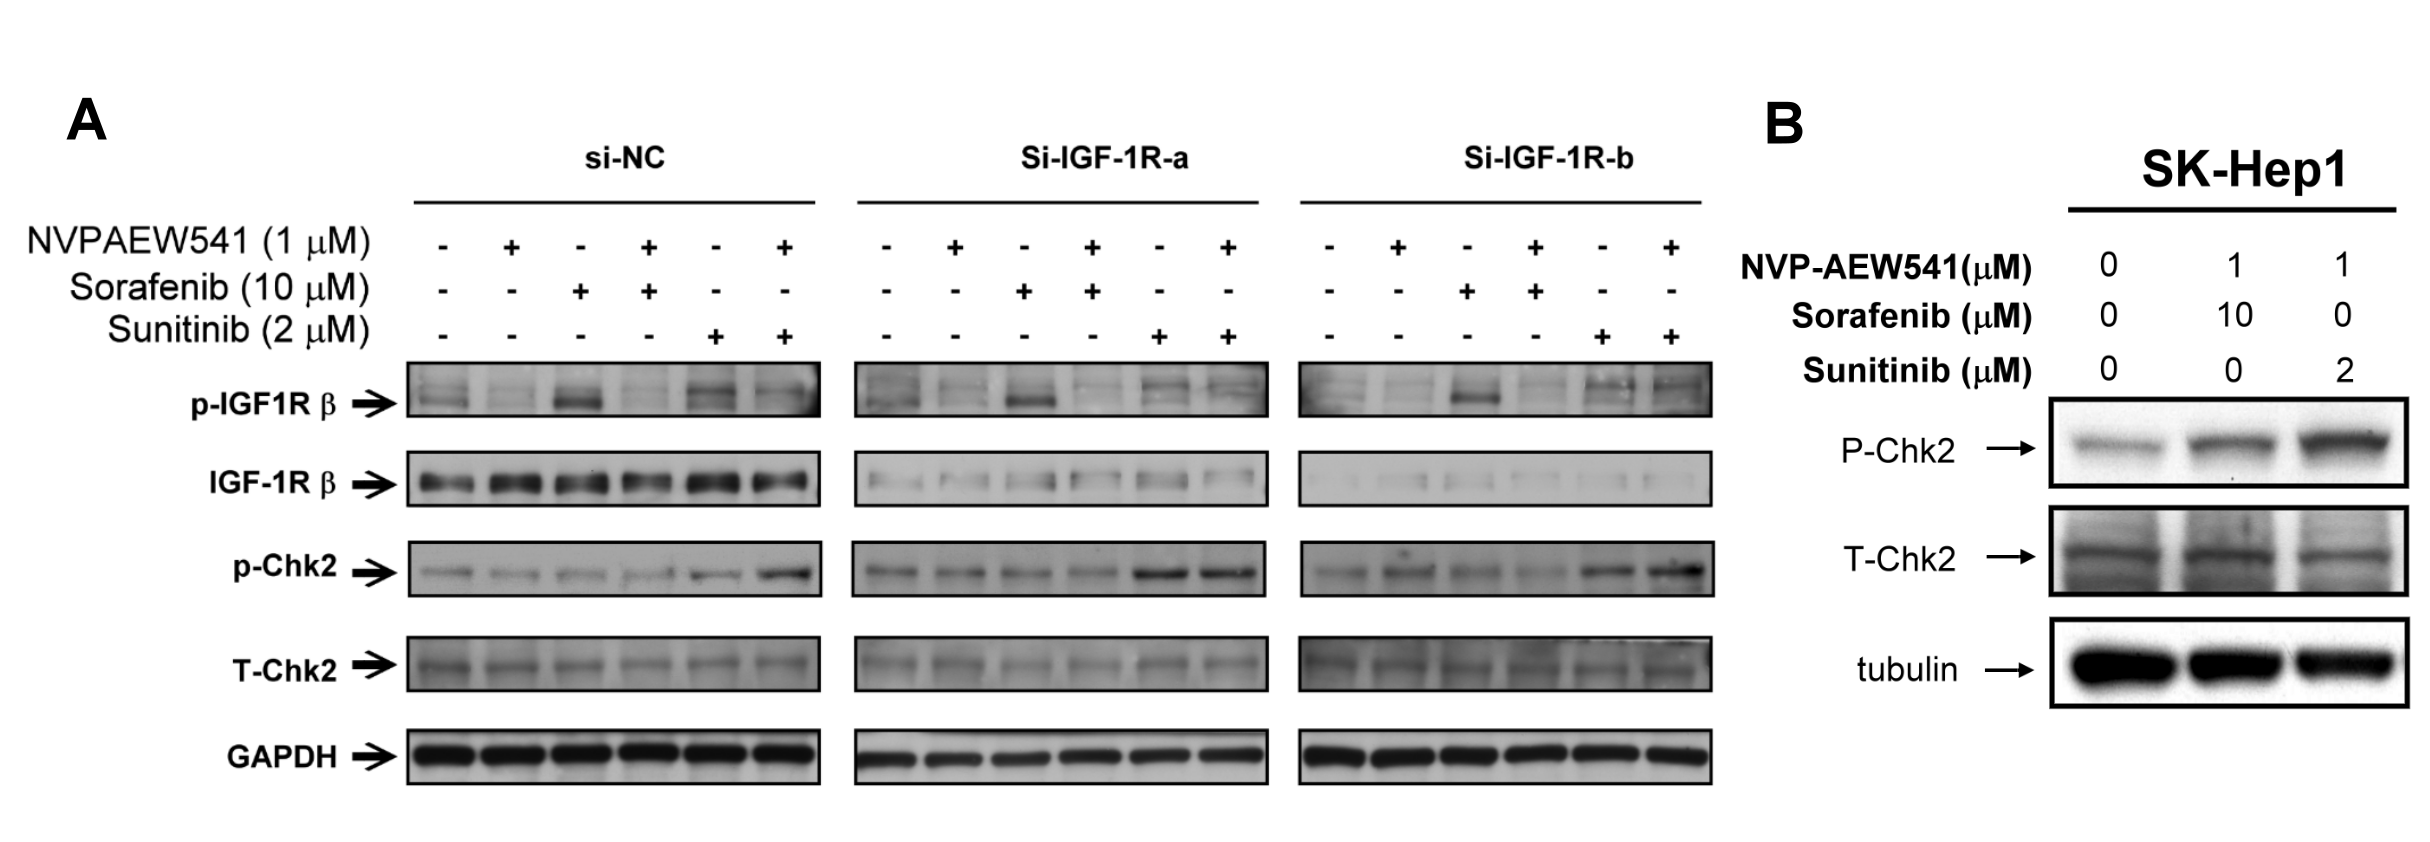 A
si-NC Si-IGF-1R-a Si-IGF-1R-b
NVPAEW541 (1 μM) - + - + - + - + - + - + - + - + - +
Sorafenib (10 μM) - - + + - - - - + + - - - - + + - -
Sunitinib (2 μM) - - - - + + - - - - + + - - - - + +
p-IGF1R β
IGF-1R β
p-Chk2
T-Chk2
GAPDH
B
SK-Hep1
NVP-AEW541(μM) 0 1 1
Sorafenib (μM) 0 10 0
Sunitinib (μM) 0 0 2
P-Chk2
T-Chk2
tubulin